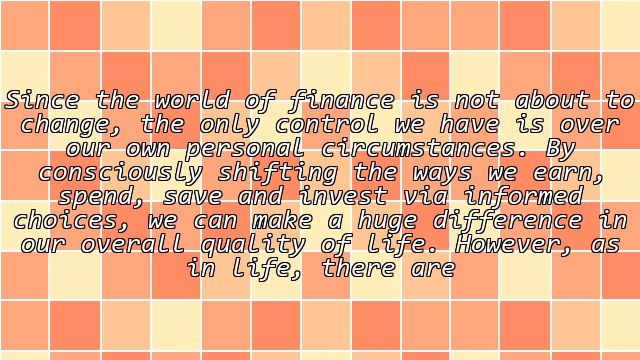 Since the world of finance is not about to
change, the only control we have is over
our own personal circumstances. By
consciously shifting the ways we earn,
spend, save and invest via informed
choices, we can make a huge difference in
our overall quality of life. However, as
in life, there are